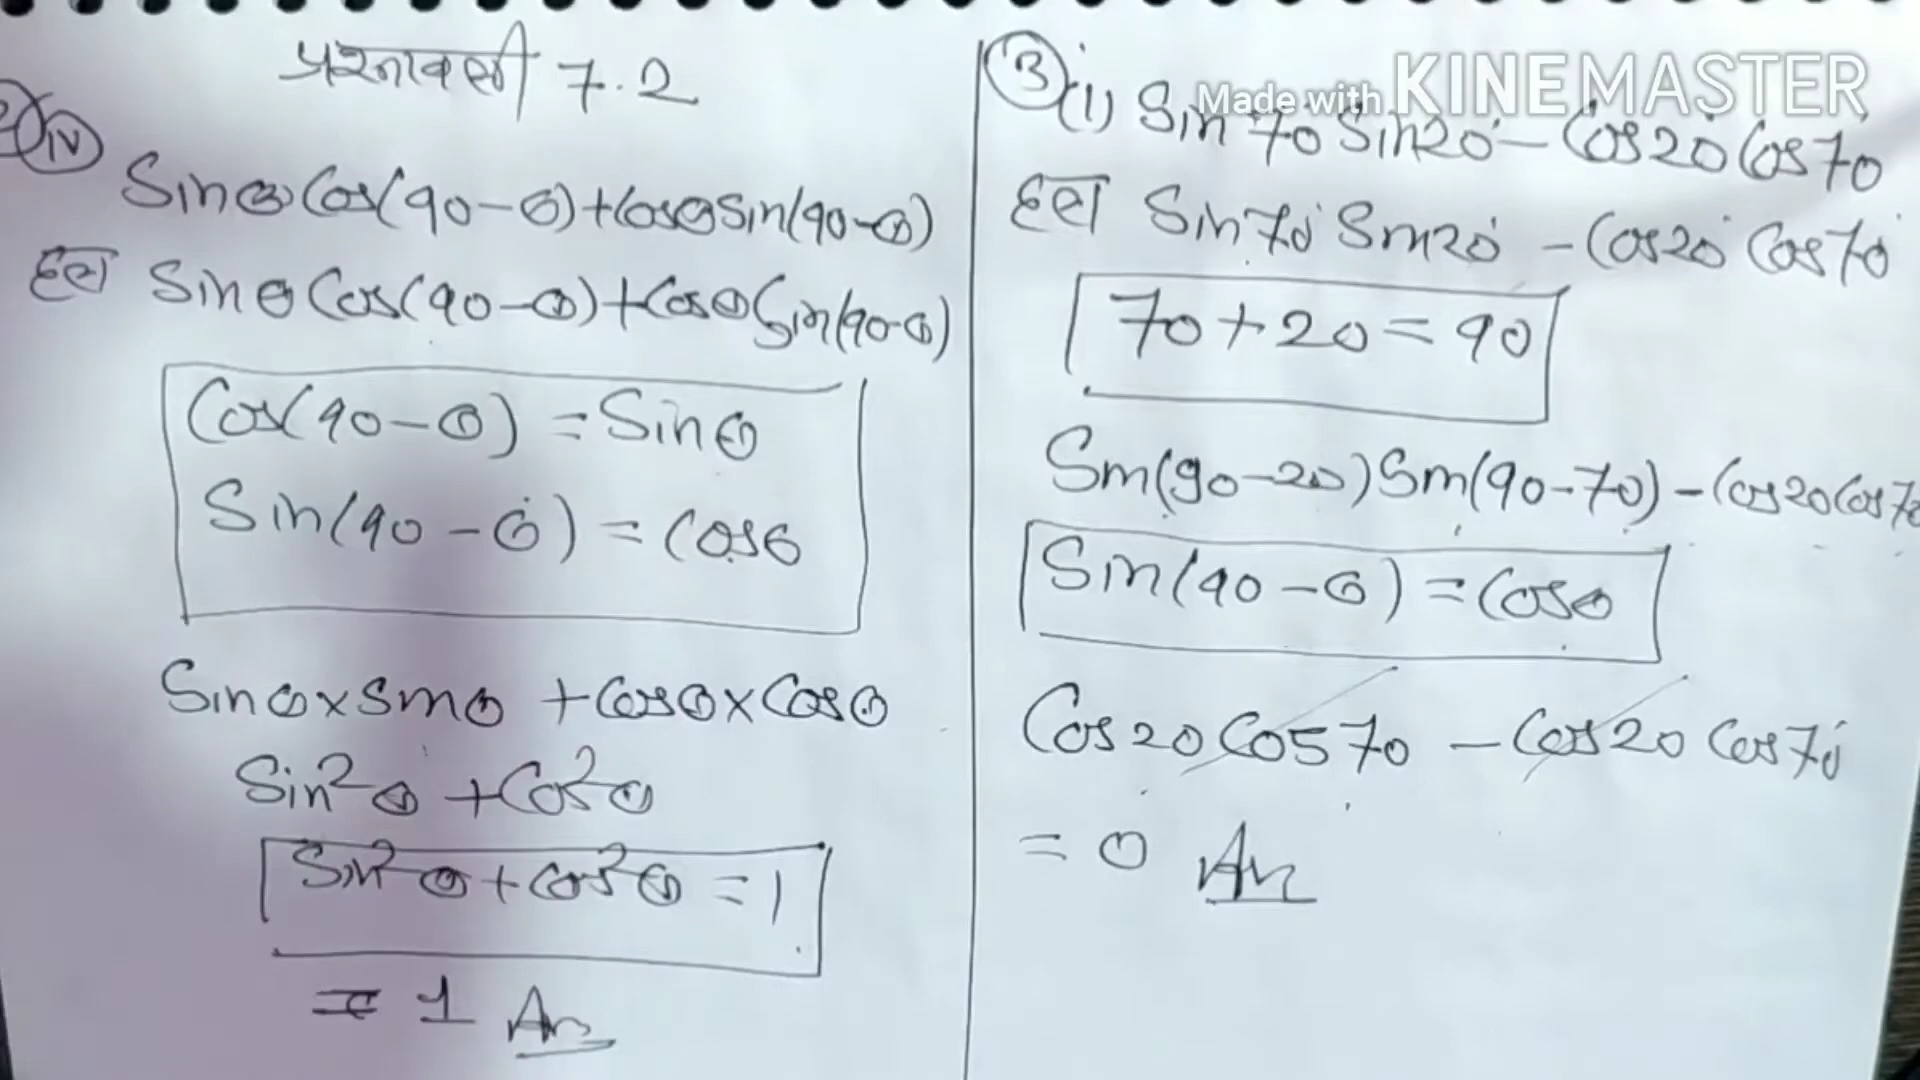 प्रश्नावली 7.2
iv
Sinθ Cos(90-θ)+Cosθ Sin(90-θ)
हल Sinθ Cos(90-θ)+Cosθ Sin(90-θ)
Cos(90-θ) = Sinθ
Sin(90-θ) = Cosθ
Sinθ×Sinθ +Cosθ×Cosθ
Sin²θ +Cos²θ
Sin²θ+Cos²θ = 1
= 1 Ans
3 (i) Sin70° Sin20° - Cos20° Cos70
Made with KINEMASTER
हल Sin70° Sin20° - Cos20° Cos70°
70+20=90
Sin(90-20) Sin(90-70) - Cos20 Cos70
Sin(90-θ) = Cosθ
Cos20 Cos70 - Cos20 Cos70°
= 0 Ans